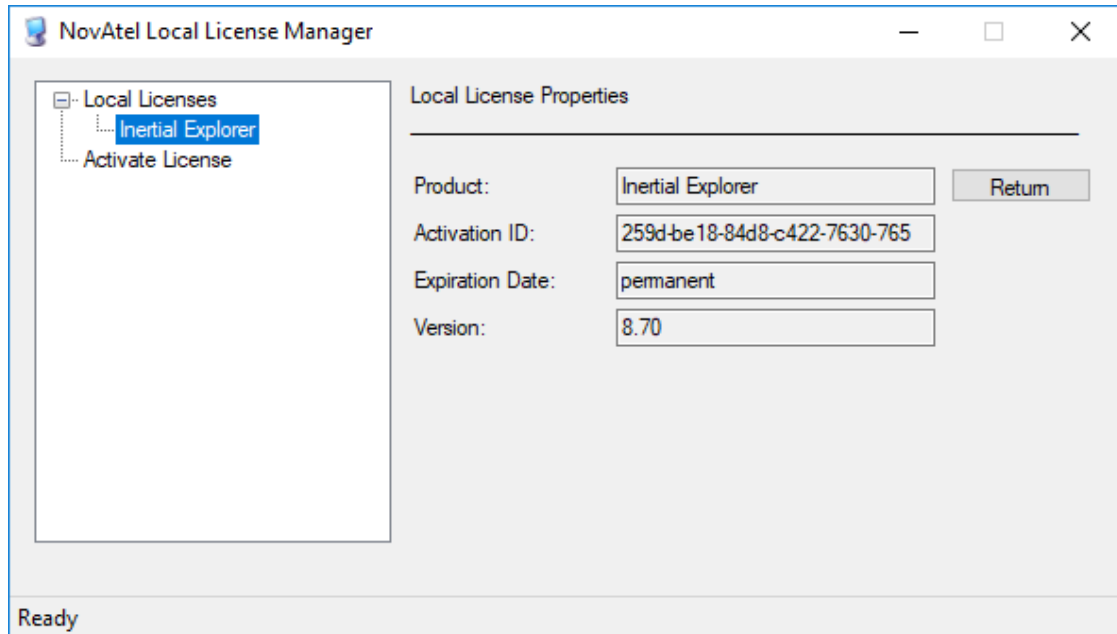 NovAtel Local License Manager
Local Licenses
Inertial Explorer
Activate License
Local License Properties
Product: Inertial Explorer Return
Activation ID: 259d-be18-84d8-c422-7630-765
Expiration Date: permanent
Version: 8.70
Ready